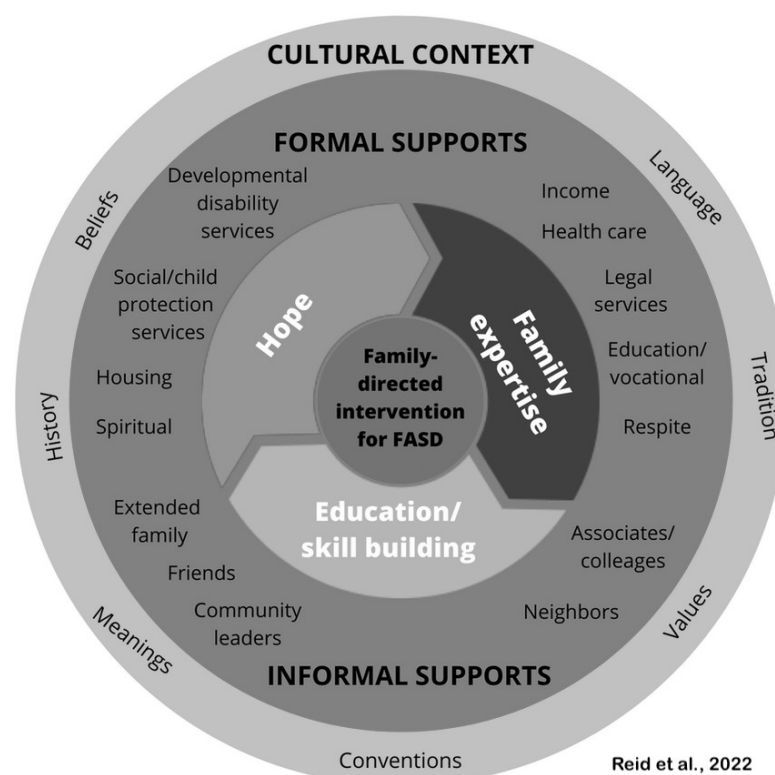 CULTURAL CONTEXT
FORMAL SUPPORTS
Developmental
disability
services
Income
Language
Beliefs
Health care
Social/child
protection
services
Legal
services
Hope
Family
expertise
Family-
directed
intervention
for FASD
Housing
Education/
vocational
Tradition
History
Spiritual
Respite
Extended
family
Education/
skill building
Associates/
colleages
Friends
Community
leaders
Neighbors
Values
Meanings
INFORMAL SUPPORTS
Conventions
Reid et al., 2022